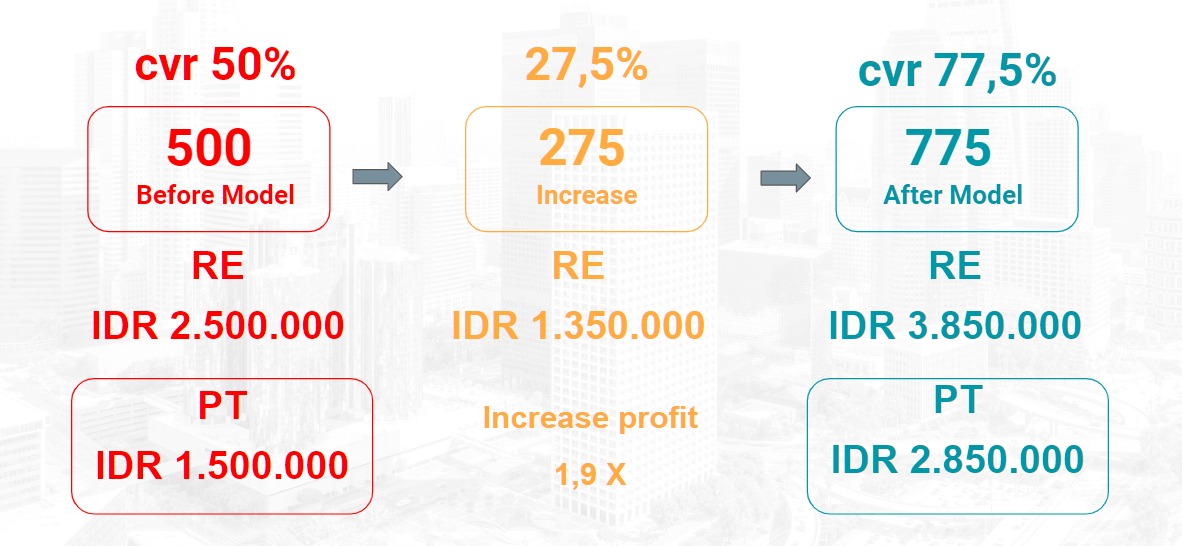 cvr 50%
500
Before Model
RE
IDR 2.500.000
PT
IDR 1.500.000
27,5%
275
Increase
RE
IDR 1.350.000
Increase profit
1,9 X
cvr 77,5%
775
After Model
RE
IDR 3.850.000
PT
IDR 2.850.000